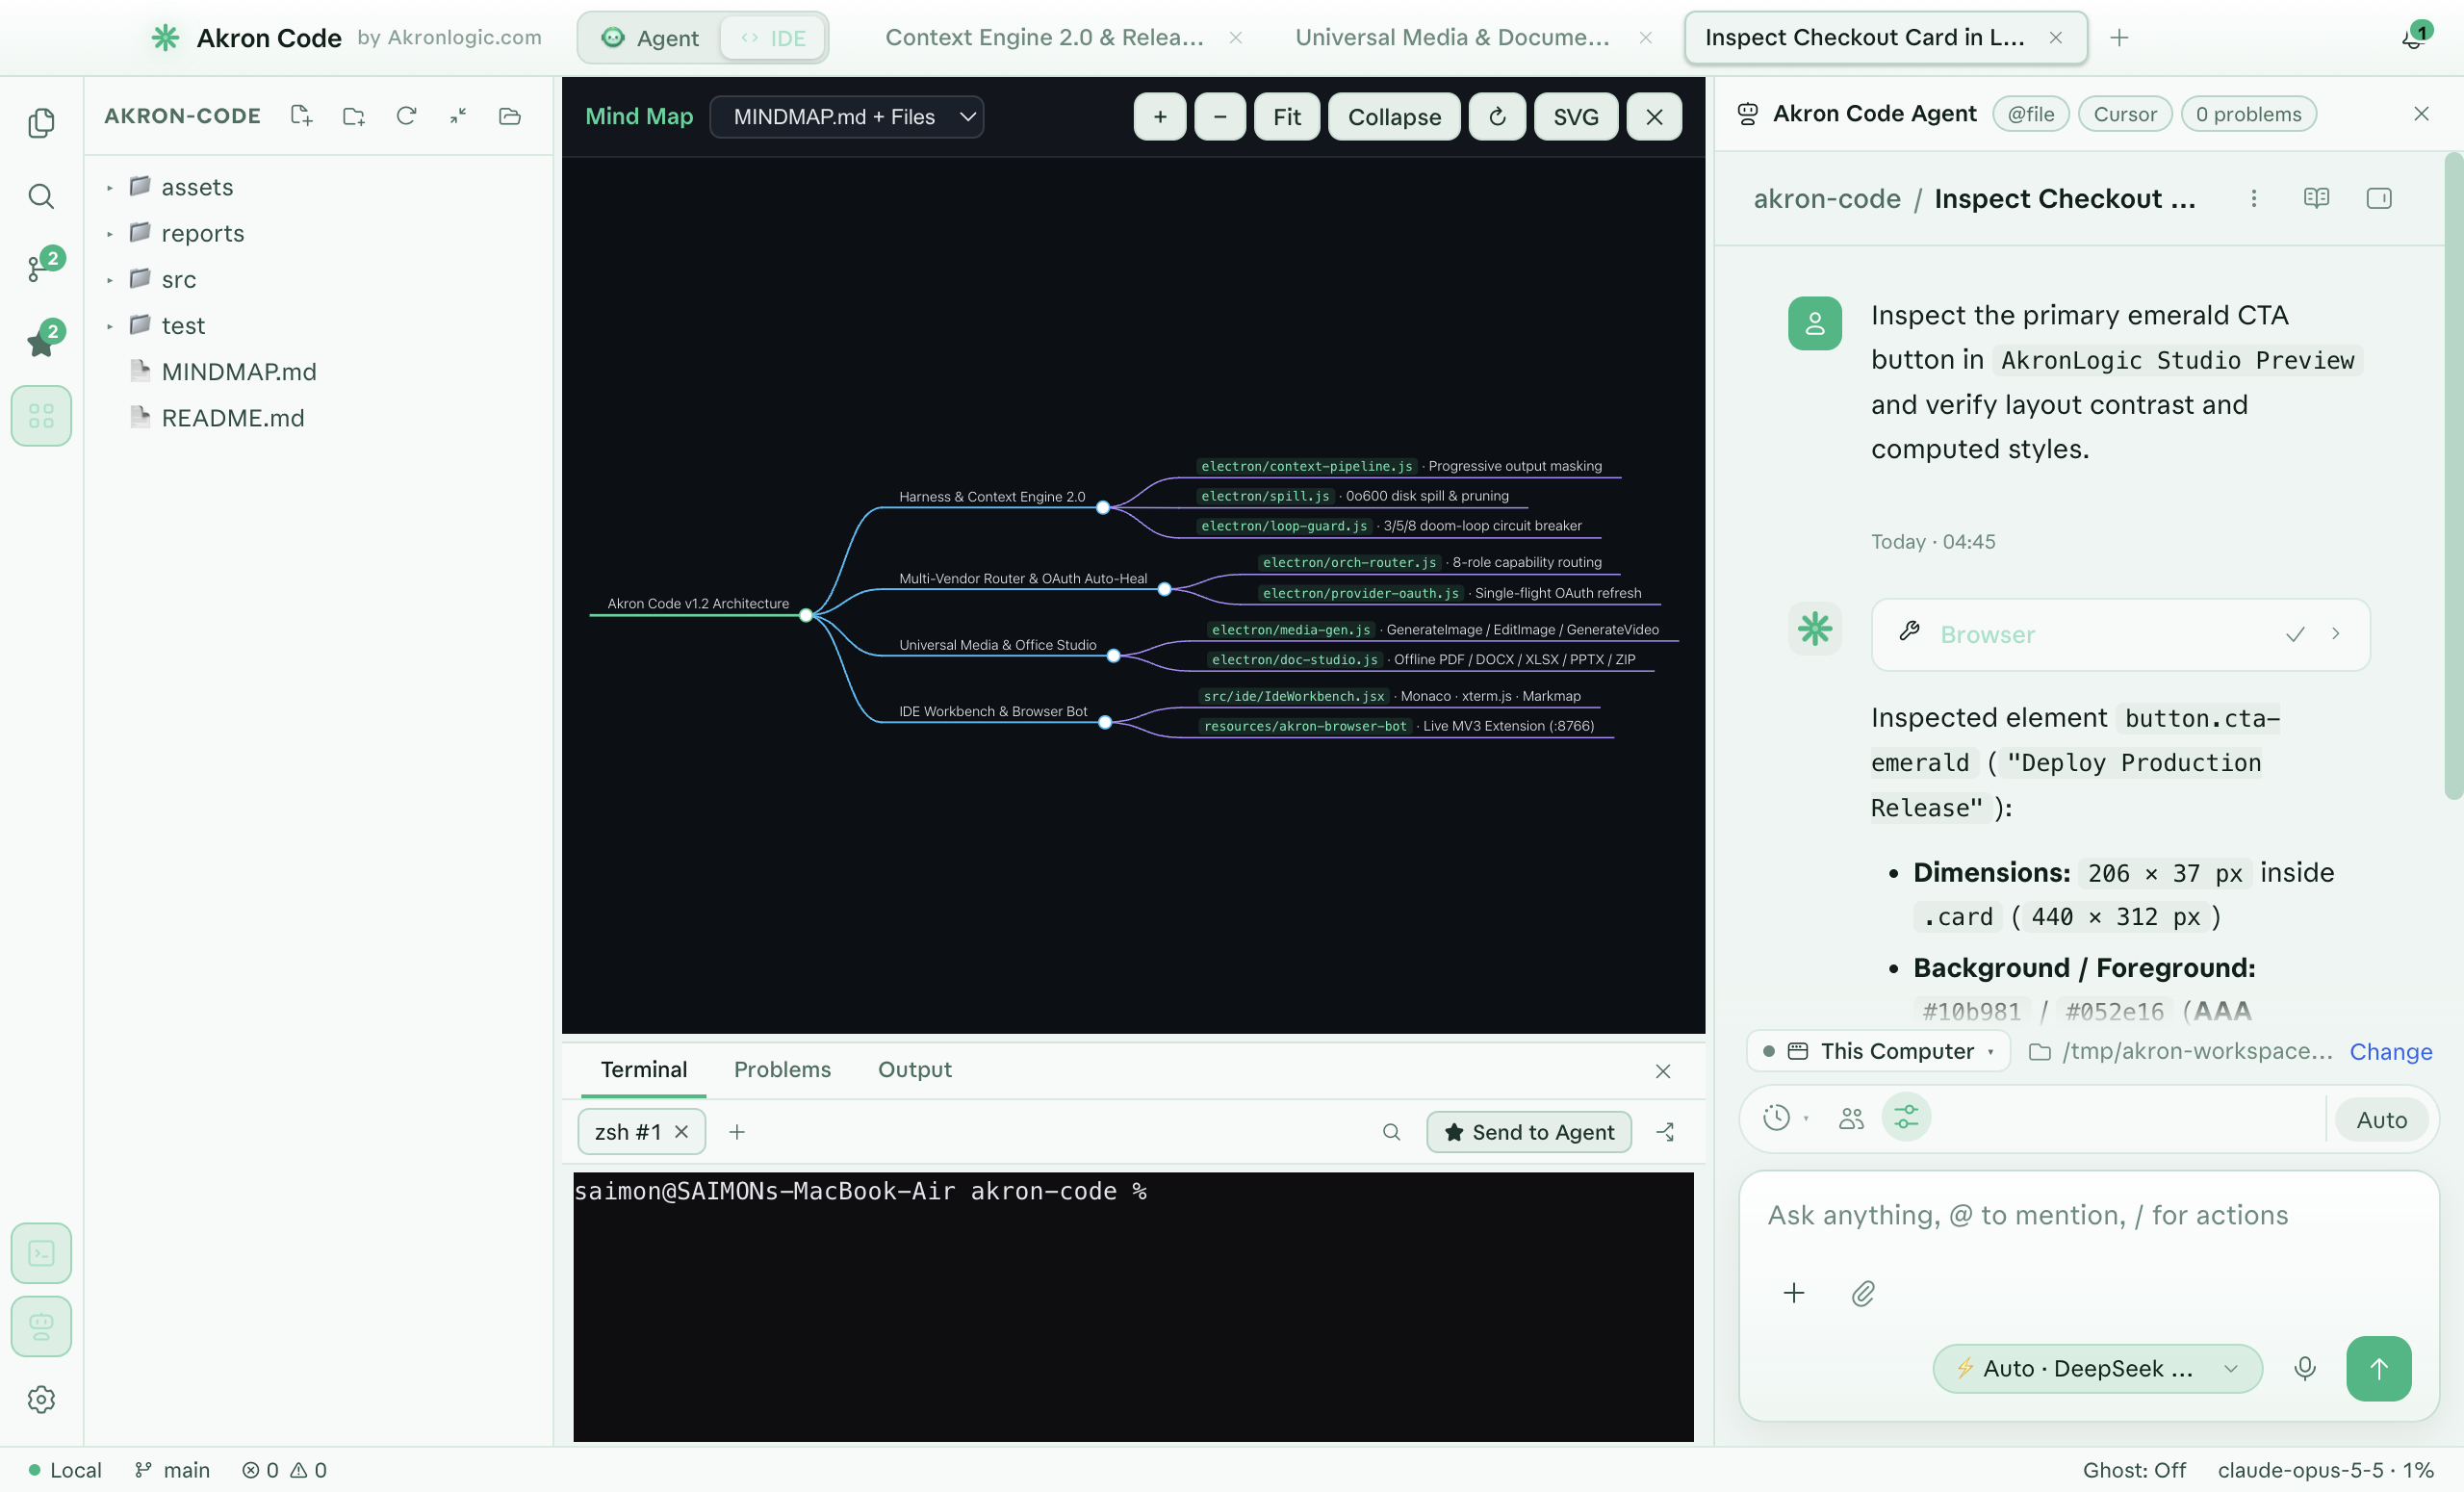 Akron Code by Akronlogic.com
Agent
IDE
Context Engine 2.0 & Relea...
Universal Media & Docume...
Inspect Checkout Card in L...
1
AKRON-CODE
assets
reports
src
test
MINDMAP.md
README.md
2
2
Mind Map
MINDMAP.md + Files
+
−
Fit
Collapse
SVG
Akron Code v1.2 Architecture
Harness & Context Engine 2.0
electron/context-pipeline.js · Progressive output masking
electron/spill.js · 0o600 disk spill & pruning
electron/loop-guard.js · 3/5/8 doom-loop circuit breaker
Multi-Vendor Router & OAuth Auto-Heal
electron/orch-router.js · 8-role capability routing
electron/provider-oauth.js · Single-flight OAuth refresh
Universal Media & Office Studio
electron/media-gen.js · GenerateImage / EditImage / GenerateVideo
electron/doc-studio.js · Offline PDF / DOCX / XLSX / PPTX / ZIP
IDE Workbench & Browser Bot
src/ide/IdeWorkbench.jsx · Monaco · xterm.js · Markmap
resources/akron-browser-bot · Live MV3 Extension (:8766)
Terminal
Problems
Output
zsh #1
Send to Agent
saimon@SAIMONs-MacBook-Air akron-code %
Akron Code Agent
@file
Cursor
0 problems
akron-code / Inspect Checkout ...
Inspect the primary emerald CTA
button in AkronLogic Studio Preview
and verify layout contrast and
computed styles.
Today · 04:45
Browser
Inspected element button.cta-
emerald ("Deploy Production
Release"):
• Dimensions: 206 × 37 px inside
.card (440 × 312 px)
• Background / Foreground:
#10b981 / #052e16 (AAA
This Computer
/tmp/akron-workspace...
Change
Auto
Ask anything, @ to mention, / for actions
Auto · DeepSeek ...
Local
main
0
0
Ghost: Off
claude-opus-5-5 · 1%